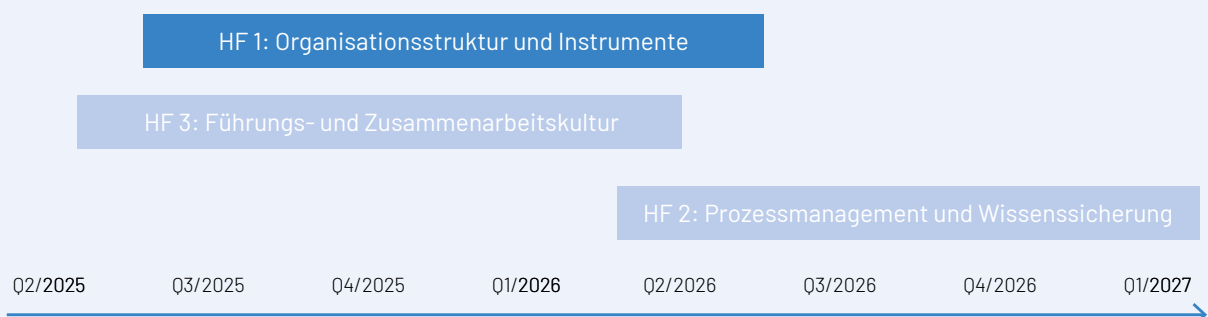 HF 1: Organisationsstruktur und Instrumente
HF 3: Führungs- und Zusammenarbeitskultur
HF 2: Prozessmanagement und Wissenssicherung
Q2/2025 Q3/2025 Q4/2025 Q1/2026 Q2/2026 Q3/2026 Q4/2026 Q1/2027